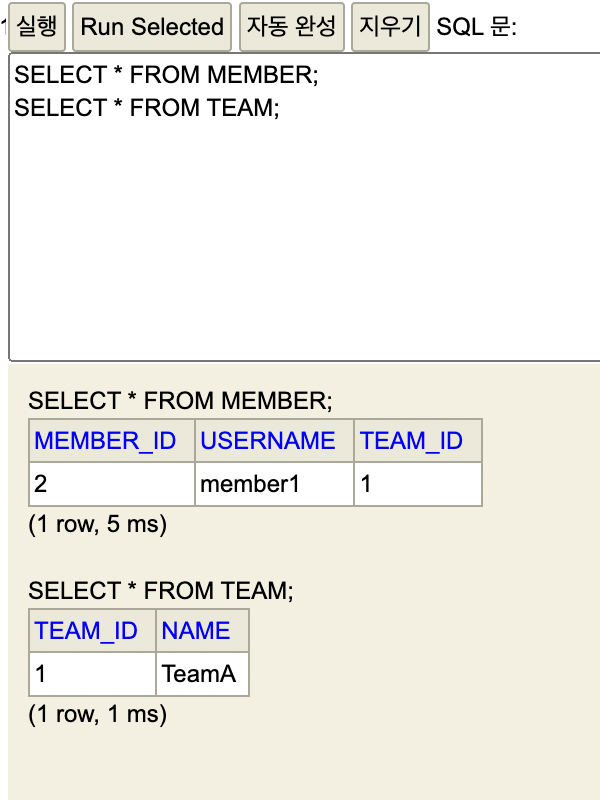 실행 Run Selected 자동 완성 지우기 SQL 문:
SELECT * FROM MEMBER;
SELECT * FROM TEAM;
SELECT * FROM MEMBER;
MEMBER_ID USERNAME TEAM_ID
2 member1 1
(1 row, 5 ms)
SELECT * FROM TEAM;
TEAM_ID NAME
1 TeamA
(1 row, 1 ms)